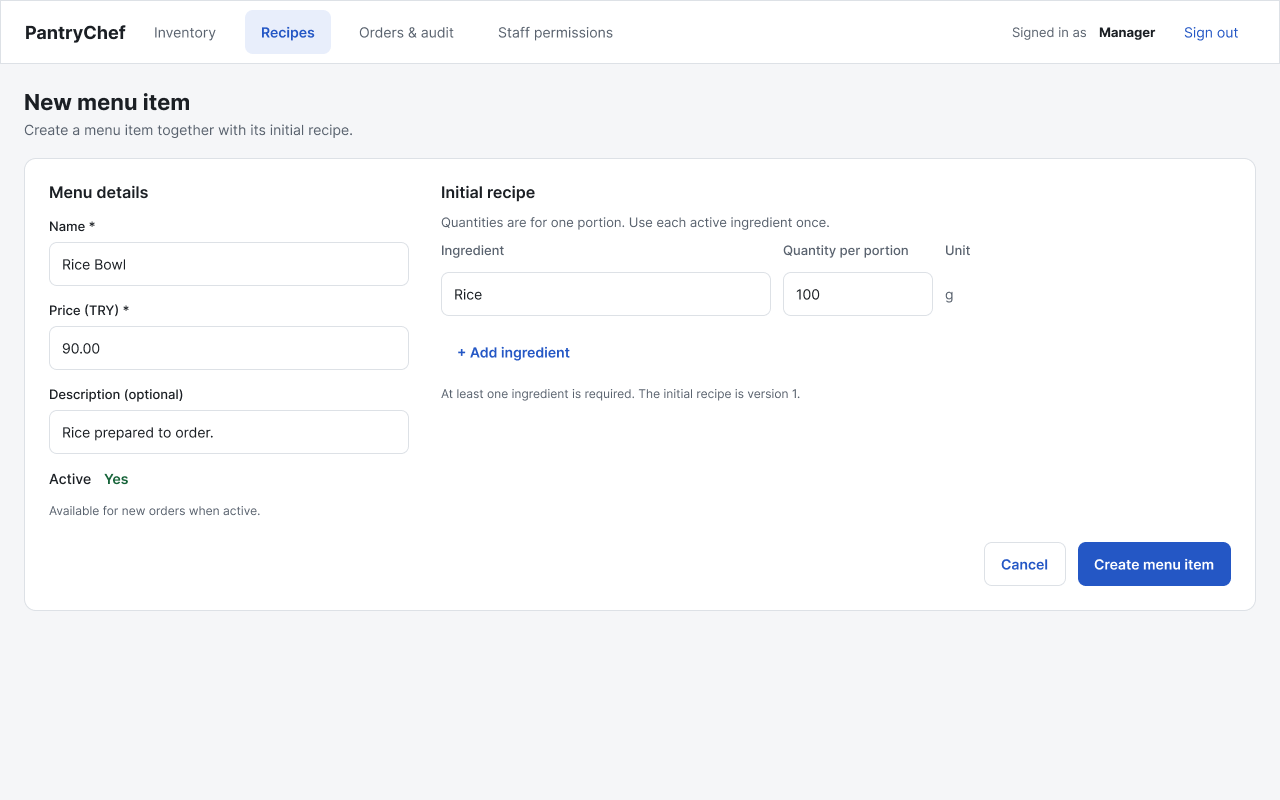 PantryChef Inventory Recipes Orders & audit Staff permissions Signed in as Manager Sign out
New menu item
Create a menu item together with its initial recipe.
Menu details
Name *
Rice Bowl
Price (TRY) *
90.00
Description (optional)
Rice prepared to order.
Active Yes
Available for new orders when active.
Initial recipe
Quantities are for one portion. Use each active ingredient once.
Ingredient Quantity per portion Unit
Rice 100 g
+ Add ingredient
At least one ingredient is required. The initial recipe is version 1.
Cancel Create menu item